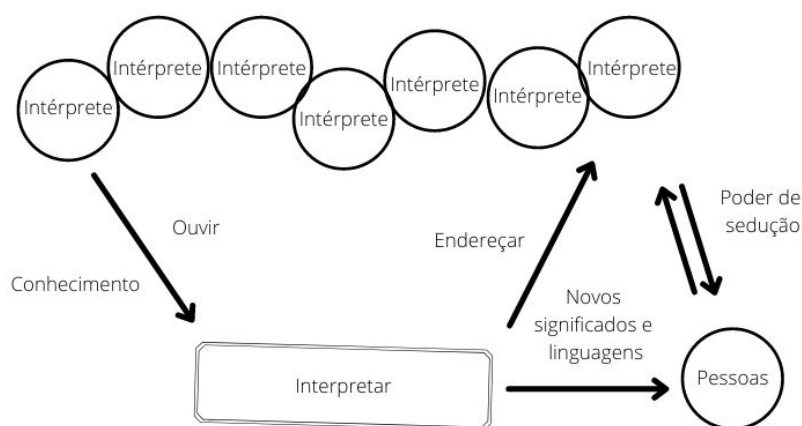 Intérprete
Intérprete
Intérprete
Intérprete
Intérprete
Intérprete
Intérprete
Ouvir
Conhecimento
Endereçar
Poder de
sedução
Novos
significados e
linguagens
Interpretar
Pessoas